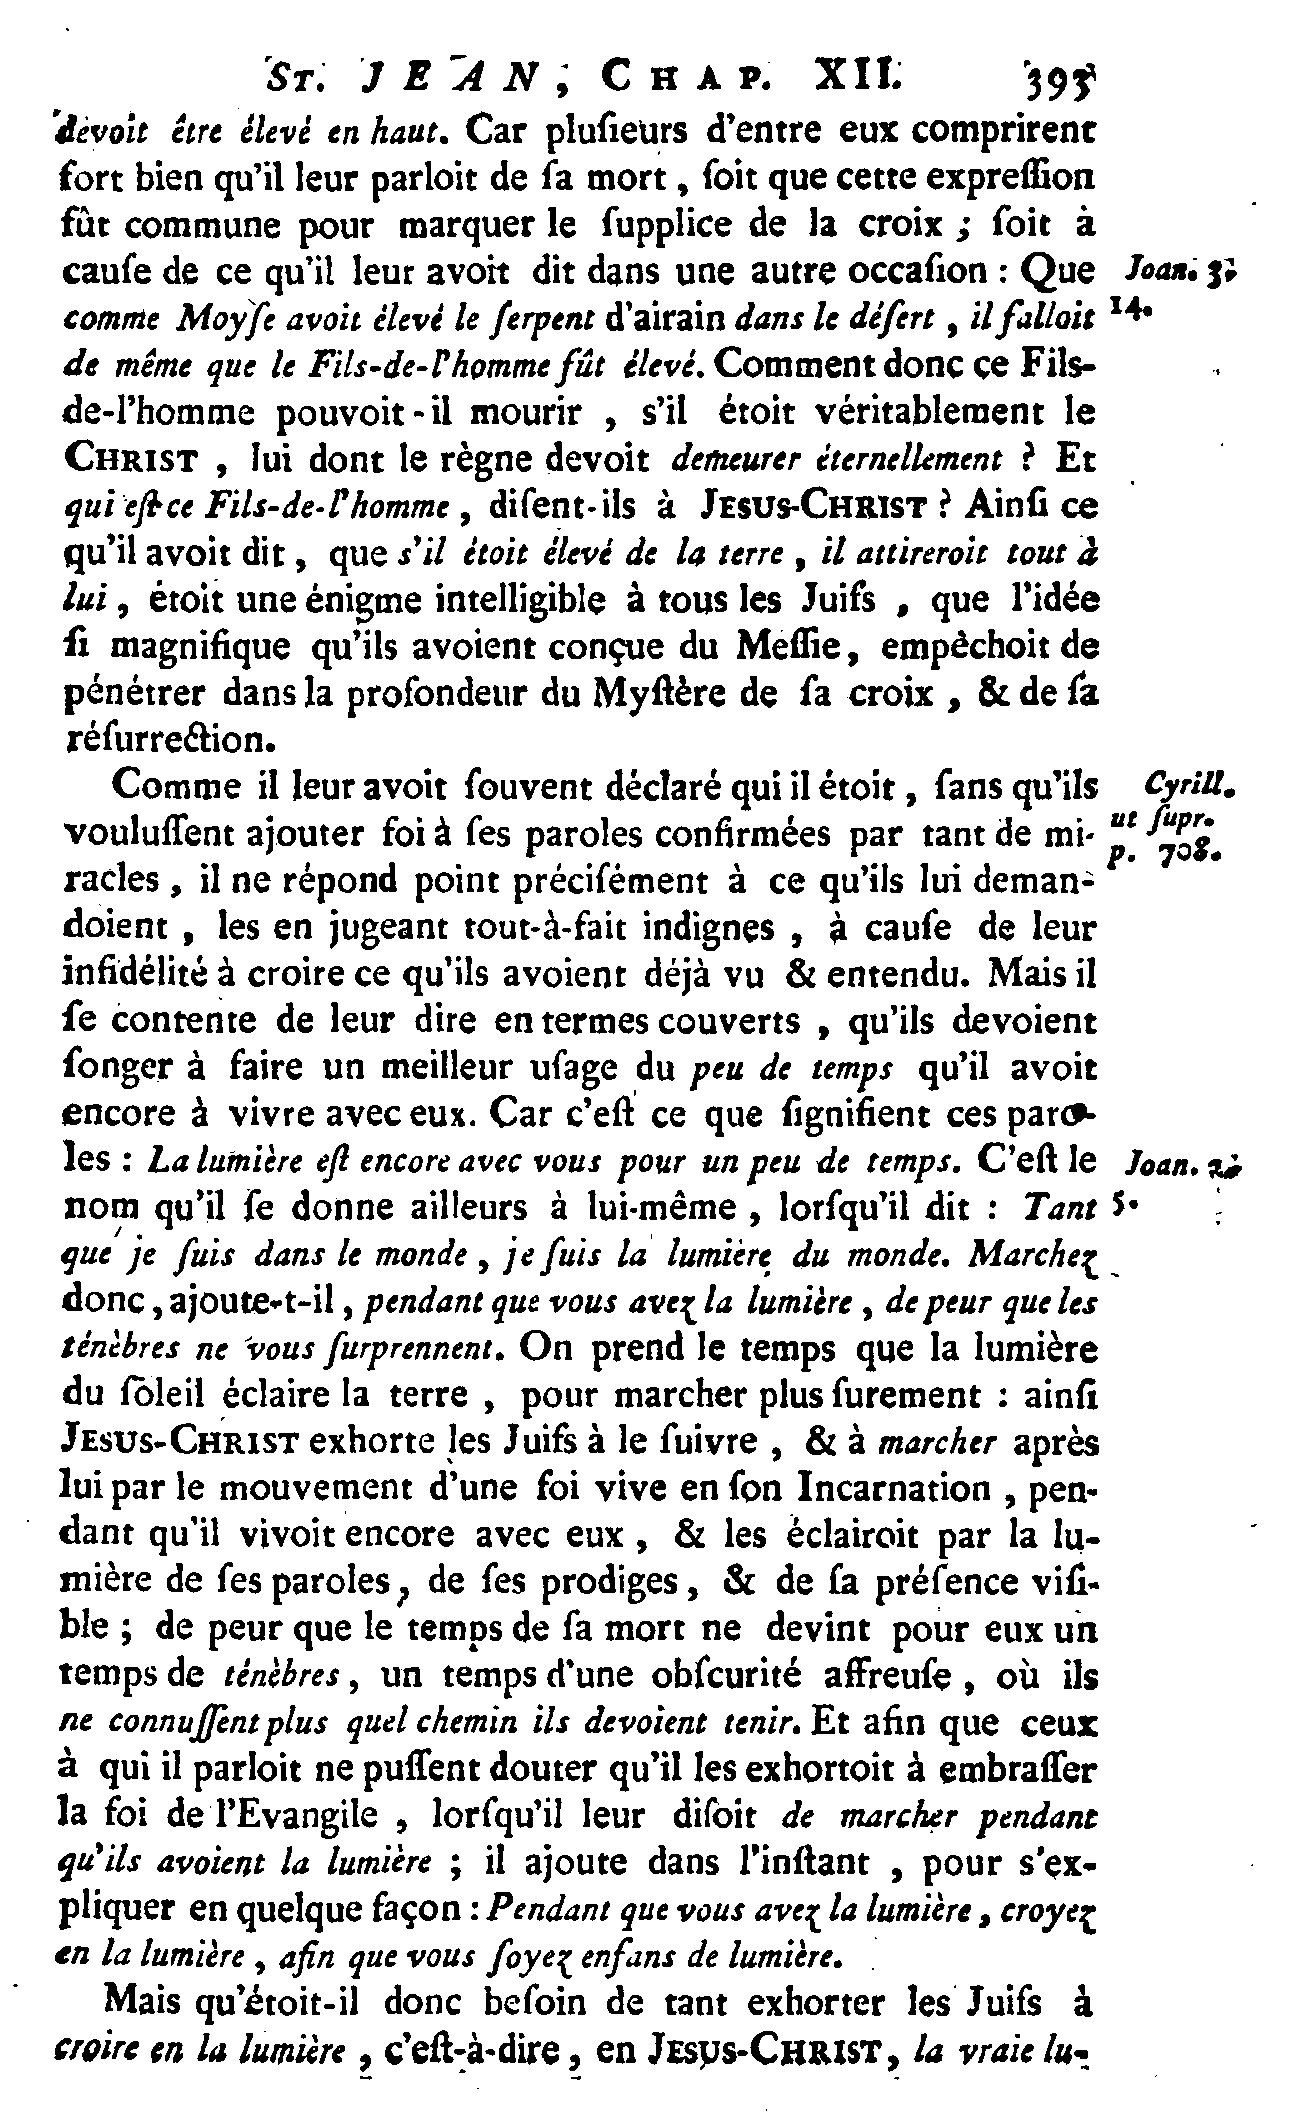 ST. JEAN, CHAP. XII. 395
devoit être élevé en haut. Car pluſieurs d'entre eux comprirent
fort bien qu'il leur parloit de ſa mort, ſoit que cette expreſſion
fût commune pour marquer le ſupplice de la croix ; ſoit à
cauſe de ce qu'il leur avoit dit dans une autre occaſion : Que
Joan. 3.
comme Moyſe avoit élevé le ſerpent d'airain dans le déſert, il falloit
14.
de même que le Fils-de-l'homme fût élevé. Comment donc ce Fils-
de-l'homme pouvoit-il mourir, s'il étoit véritablement le
CHRIST, lui dont le règne devoit demeurer éternellement ? Et
qui eſt ce Fils-de-l'homme, diſent-ils à JESUS-CHRIST ? Ainſi ce
qu'il avoit dit, que s'il étoit élevé de la terre, il attireroit tout à
lui, étoit une énigme intelligible à tous les Juifs, que l'idée
ſi magnifique qu'ils avoient conçue du Meſſie, empêchoit de
pénétrer dans la profondeur du Myſtère de ſa croix, & de ſa
réſurrection.
Comme il leur avoit ſouvent déclaré qui il étoit, ſans qu'ils
Cyrill.
vouluſſent ajouter foi à ſes paroles confirmées par tant de mi-
ut ſupr.
p. 708.
racles, il ne répond point préciſément à ce qu'ils lui deman-
doient, les en jugeant tout-à-fait indignes, à cauſe de leur
infidélité à croire ce qu'ils avoient déjà vu & entendu. Mais il
ſe contente de leur dire en termes couverts, qu'ils devoient
ſonger à faire un meilleur uſage du peu de temps qu'il avoit
encore à vivre avec eux. Car c'eſt ce que ſignifient ces paro-
les : La lumière eſt encore avec vous pour un peu de temps. C'eſt le
Joan.
nom qu'il ſe donne ailleurs à lui-même, lorſqu'il dit : Tant
5.
que je ſuis dans le monde, je ſuis la lumière du monde. Marchez
donc, ajoute-t-il, pendant que vous avez la lumière, de peur que les
ténèbres ne vous ſurprennent. On prend le temps que la lumière
du ſoleil éclaire la terre, pour marcher plus ſurement : ainſi
JESUS-CHRIST exhorte les Juifs à le ſuivre, & à marcher après
lui par le mouvement d'une foi vive en ſon Incarnation, pen-
dant qu'il vivoit encore avec eux, & les éclairoit par la lu-
mière de ſes paroles, de ſes prodiges, & de ſa préſence viſi-
ble ; de peur que le temps de ſa mort ne devint pour eux un
temps de ténèbres, un temps d'une obſcurité affreuſe, où ils
ne connuſſent plus quel chemin ils devoient tenir. Et afin que ceux
à qui il parloit ne puſſent douter qu'il les exhortoit à embraſſer
la foi de l'Evangile, lorſqu'il leur diſoit de marcher pendant
qu'ils avoient la lumière ; il ajoute dans l'inſtant, pour s'ex-
pliquer en quelque façon : Pendant que vous avez la lumière, croyez
en la lumière, afin que vous ſoyez enfans de lumière.
Mais qu'étoit-il donc beſoin de tant exhorter les Juifs à
croire en la lumière, c'eſt-à-dire, en JESUS-CHRIST, la vraie lu-